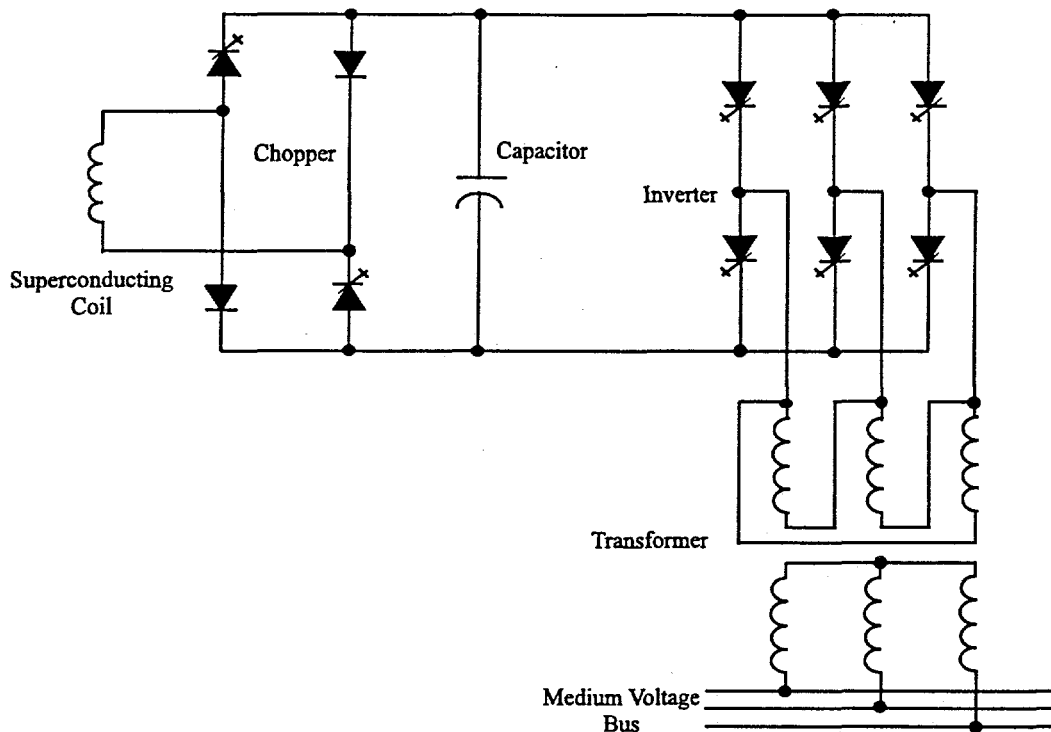 Chopper
Capacitor
Inverter
Superconducting
Coil
Transformer
Medium Voltage
Bus